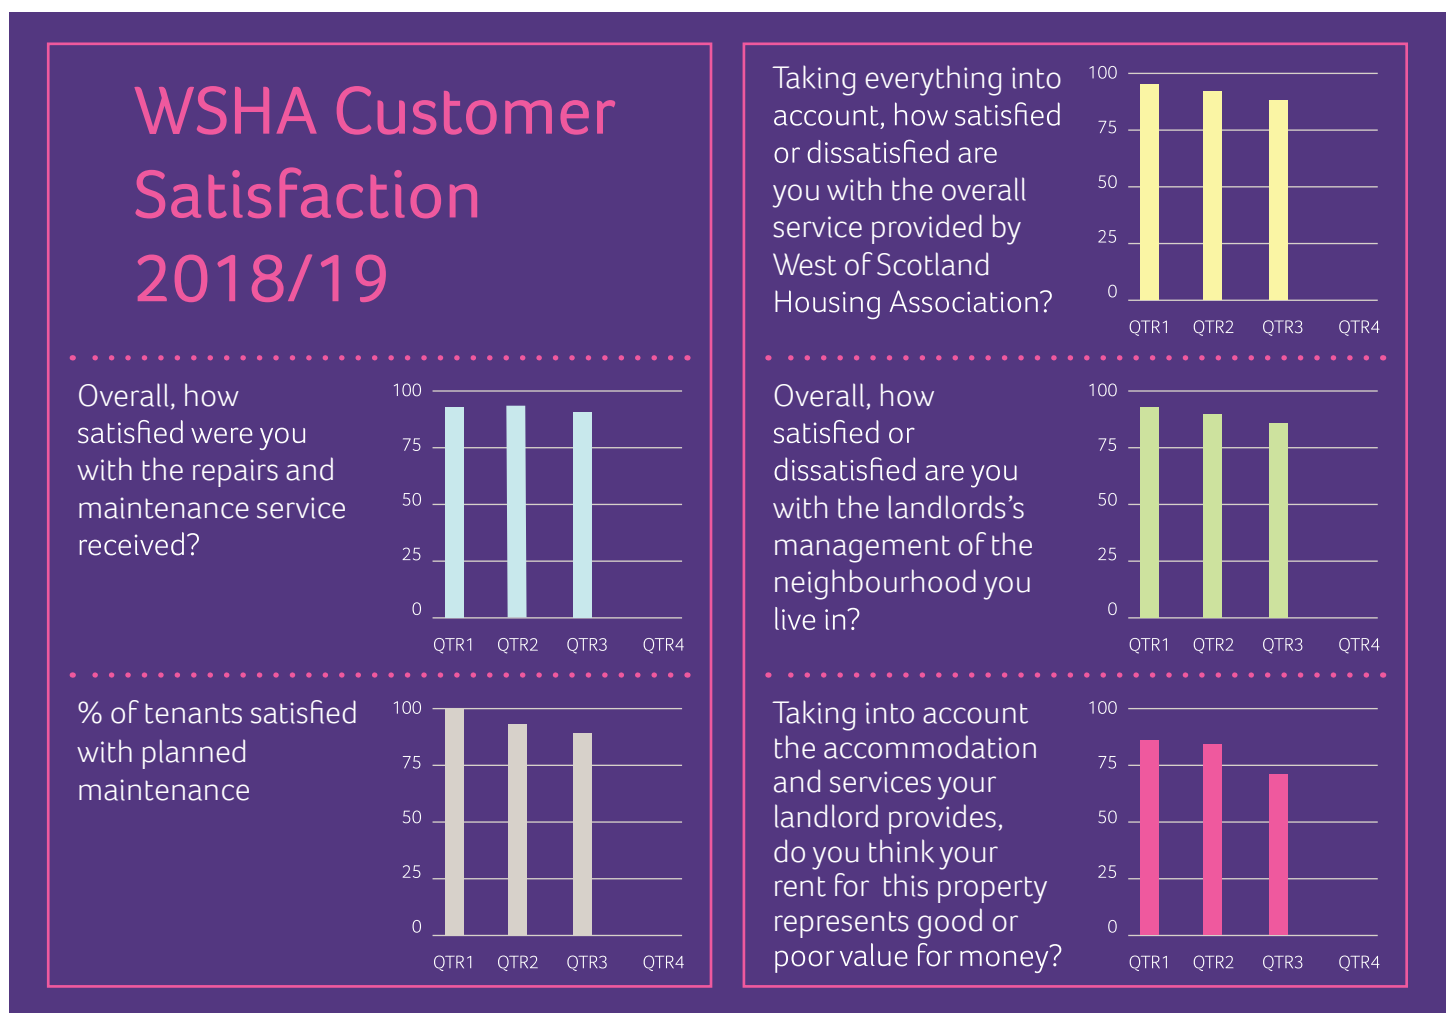 WSHA Customer
Satisfaction
2018/19
Overall, how
satisfied were you
with the repairs and
maintenance service
received?
100
75
50
25
0
QTR1 QTR2 QTR3 QTR4
% of tenants satisfied
with planned
maintenance
100
75
50
25
0
QTR1 QTR2 QTR3 QTR4
Taking everything into
account, how satisfied
or dissatisfied are
you with the overall
service provided by
West of Scotland
Housing Association?
100
75
50
25
0
QTR1 QTR2 QTR3 QTR4
Overall, how
satisfied or
dissatisfied are you
with the landlords's
management of the
neighbourhood you
live in?
100
75
50
25
0
QTR1 QTR2 QTR3 QTR4
Taking into account
the accommodation
and services your
landlord provides,
do you think your
rent for this property
represents good or
poor value for money?
100
75
50
25
0
QTR1 QTR2 QTR3 QTR4